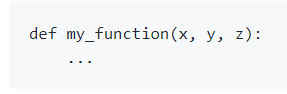 def my_function(x, y, z):
    ...